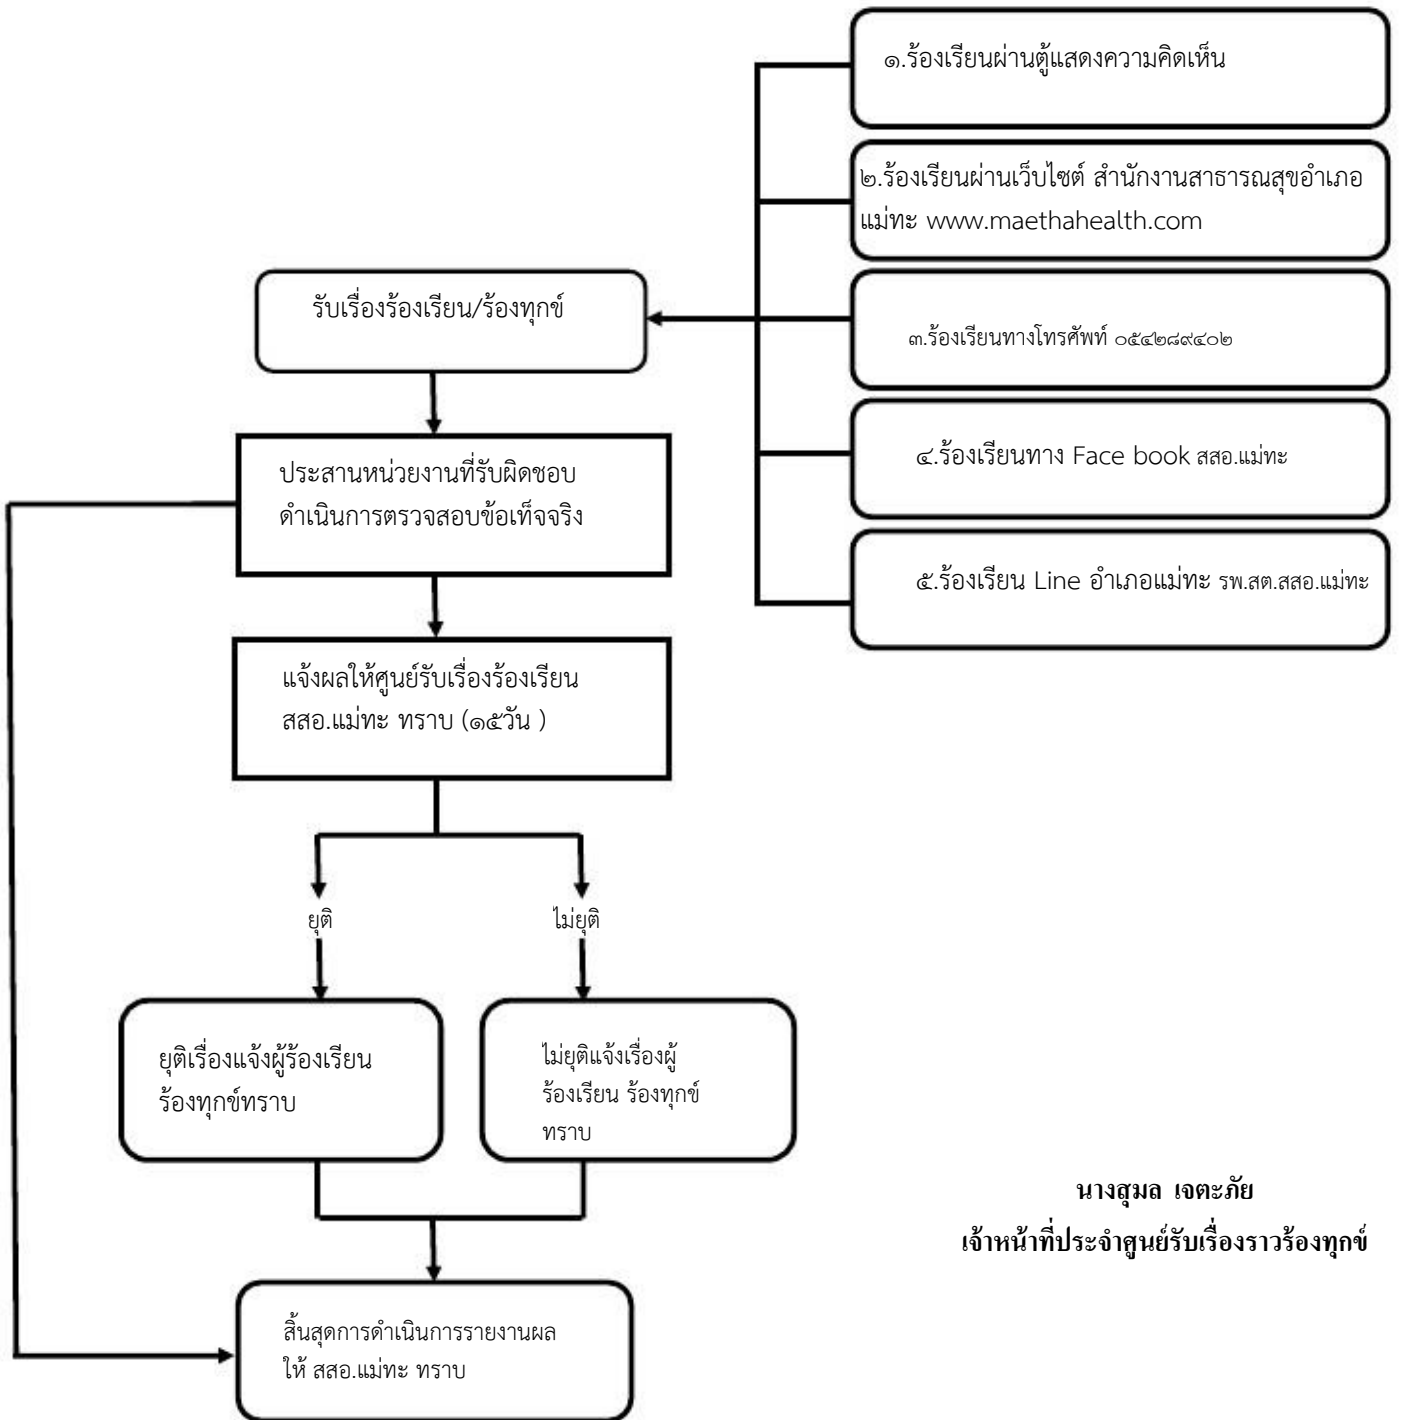 ๑.ร้องเรียนผ่านตู้แสดงความคิดเห็น
๒.ร้องเรียนผ่านเว็บไซต์ สำนักงานสาธารณสุขอำเภอ
แม่ทะ www.maethahealth.com
รับเรื่องร้องเรียน/ร้องทุกข์
๓.ร้องเรียนทางโทรศัพท์ ๐๕๔๒๘๙๔๐๒
๔.ร้องเรียนทาง Face book สสอ.แม่ทะ
๕.ร้องเรียน Line อำเภอแม่ทะ รพ.สต.สสอ.แม่ทะ
ประสานหน่วยงานที่รับผิดชอบ
ดำเนินการตรวจสอบข้อเท็จจริง
แจ้งผลให้ศูนย์รับเรื่องร้องเรียน
สสอ.แม่ทะ ทราบ (๑๕วัน )
ยุติ
ไม่ยุติ
ยุติเรื่องแจ้งผู้ร้องเรียน
ร้องทุกข์ทราบ
ไม่ยุติแจ้งเรื่องผู้
ร้องเรียน ร้องทุกข์
ทราบ
นางสุมล เจตะภัย
เจ้าหน้าที่ประจำศูนย์รับเรื่องราวร้องทุกข์
สิ้นสุดการดำเนินการรายงานผล
ให้ สสอ.แม่ทะ ทราบ